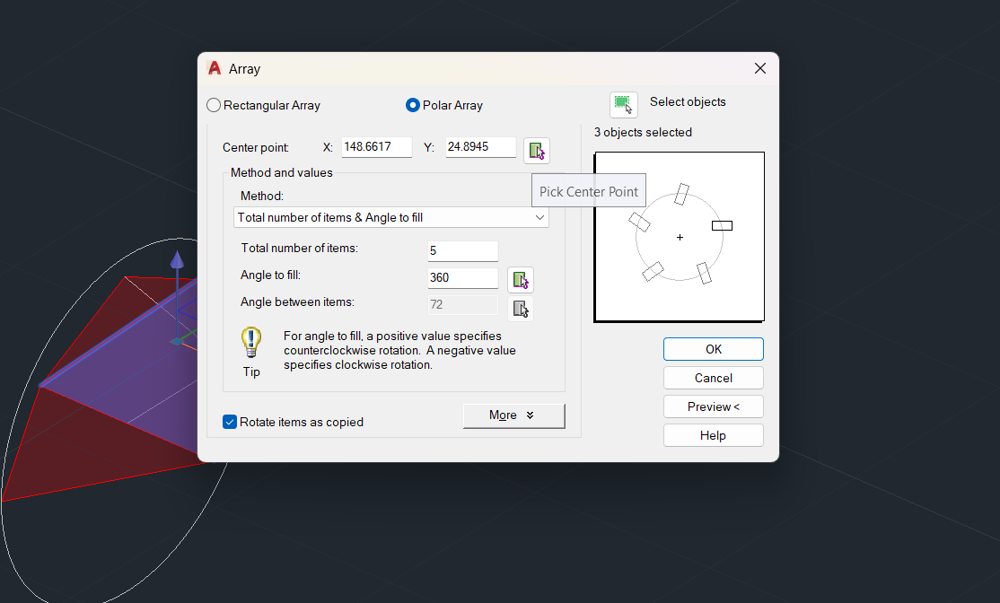 Array
Rectangular Array
Polar Array
Select objects
3 objects selected
Center point:
X:
148.6617
Y:
24.8945
Pick Center Point
Method and values
Method:
Total number of items & Angle to fill
Total number of items:
5
Angle to fill:
360
Angle between items:
72
For angle to fill, a positive value specifies
counterclockwise rotation. A negative value
specifies clockwise rotation.
Tip
Rotate items as copied
More
OK
Cancel
Preview <
Help